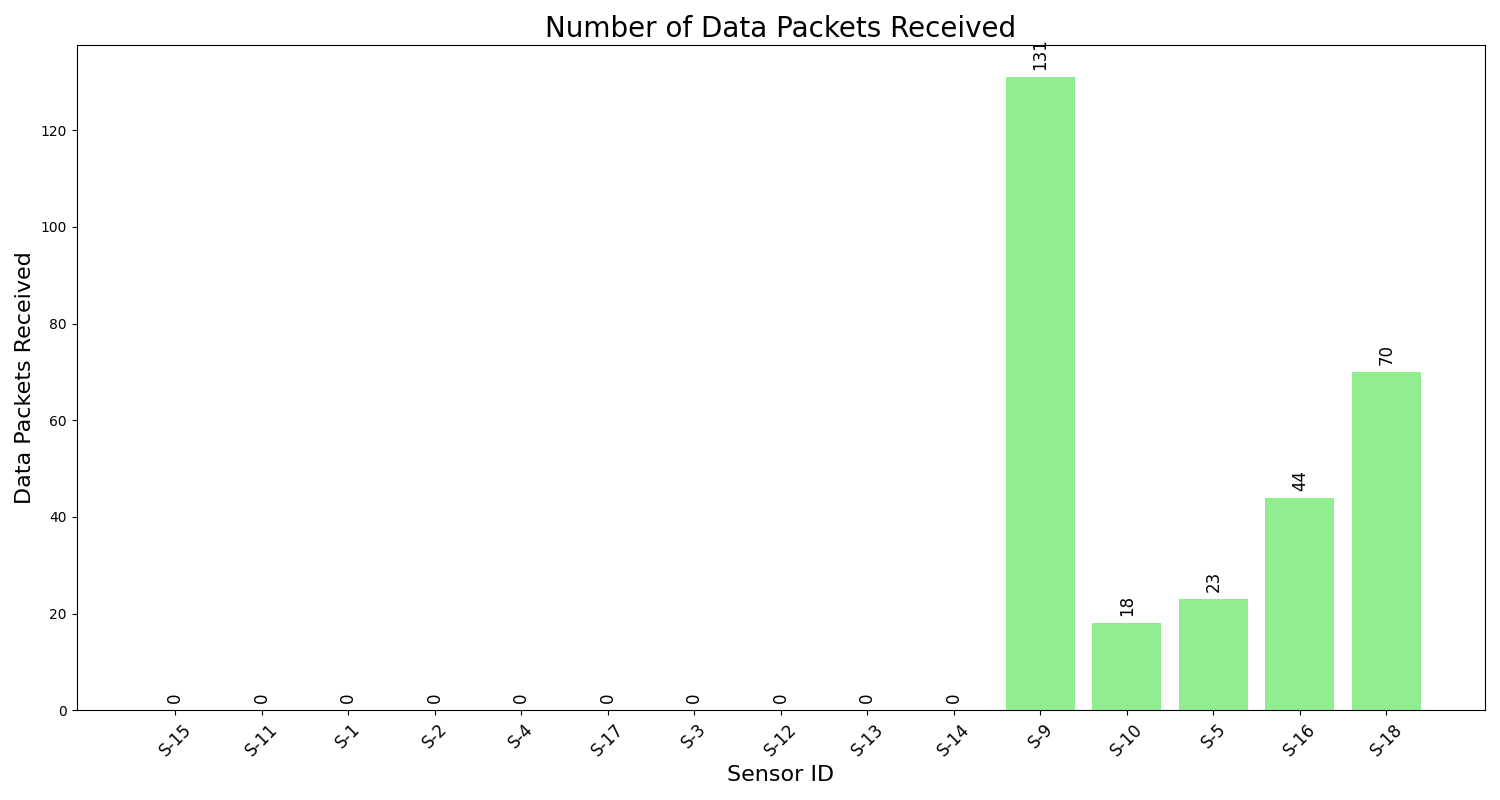 Number of Data Packets Received
Data Packets Received
120
100
80
60
40
20
0
0
0
0
0
0
0
0
0
0
0
131
18
23
44
70
S-15
S-11
S-1
S-2
S-4
S-17
S-3
S-12
S-13
S-14
S-9
S-10
S-5
S-16
S-18
Sensor ID